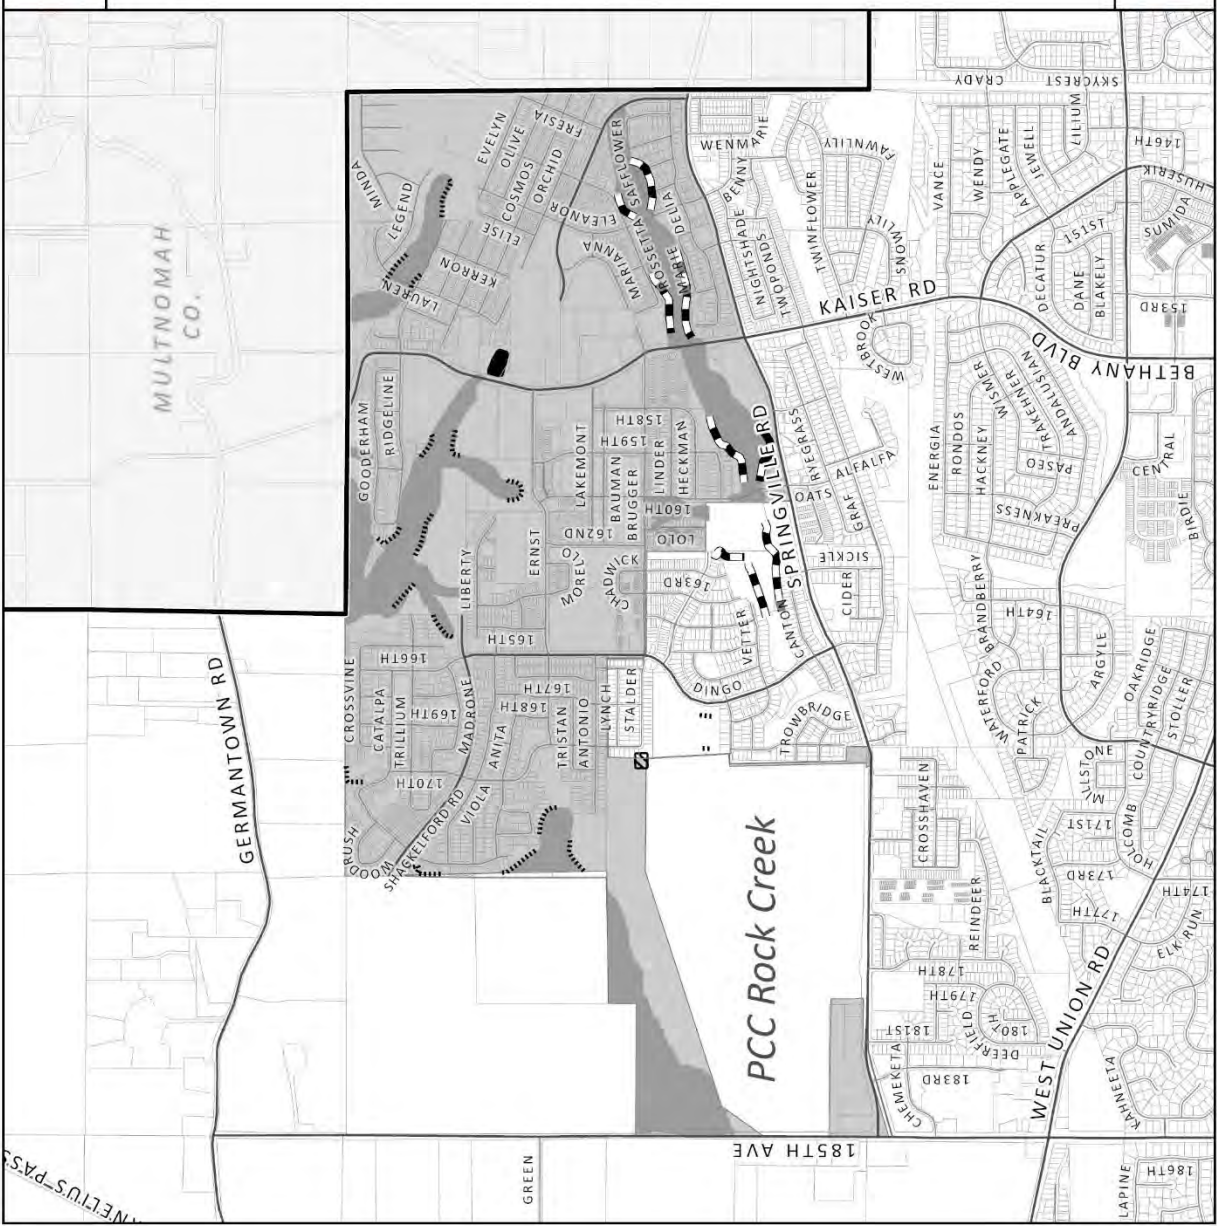 SKYCREST
CRADY
146TH
HUSERIK
SUMIDA
153RD
LILIUM
JEWELL
APPLEGATE
WENDY
VANCE
151ST
DECATUR
DANE
BLAKELY
BETHANY BLVD
WENMARIE
BENNY
FAWNLILY
TWINFLOWER
SNOWLILY
NIGHTSHADE
TWOPONDS
KAISER RD
WESTBROOK
EVELYN
OLIVE
FRESIA
COSMOS
ORCHID
ELISE
ELEANOR
MARIANNA
SAFFLOWER
ROSSETTA
DELIA
MARIE
MINDA
LEGEND
KERRON
LAUREN
MULTNOMAH
CO.
GOODERHAM
RIDGELINE
158TH
159TH
LAKEMONT
BAUMAN
BRUGGER
LINDER
HECKMAN
160TH
LOLO
162ND
ERNST
MORELLO
CHADWICK
LIBERTY
165TH
163RD
VETTER
CANTON
DINGO
SPRINGVILLE RD
RYEGRASS
ALFALFA
OATS
GRAF
SICKLE
CIDER
ENERGIA
RONDOS
HACKNEY
WISMER
TRAKEHNER
ANDALUSIAN
PASEO
PREAKNESS
CENTRAL
BIRDIE
BRANDBERRY
164TH
WATERFORD
PATRICK
ARGYLE
OAKRIDGE
COUNTRYRIDGE
STOLLER
MILLSTONE
HOLCOMB
171ST
173RD
BLACKTAIL
177TH
174TH
ELK RUN
GERMANTOWN RD
CROSSVINE
CATALPA
TRILLIUM
166TH
169TH
170TH
MADRONE
167TH
168TH
ANITA
VIOLA
TRISTAN
ANTONIO
LYNCH
STALDER
WOODRUSH
SHACKELFORD RD
TROWBRIDGE
CROSSHAVEN
REINDEER
178TH
179TH
180TH
181ST
DEERFIELD
183RD
CHEMEKETA
PCC Rock Creek
WEST UNION RD
KAHNEETA
185TH AVE
GREEN
LAPINE
186TH
RNELIUS PASS